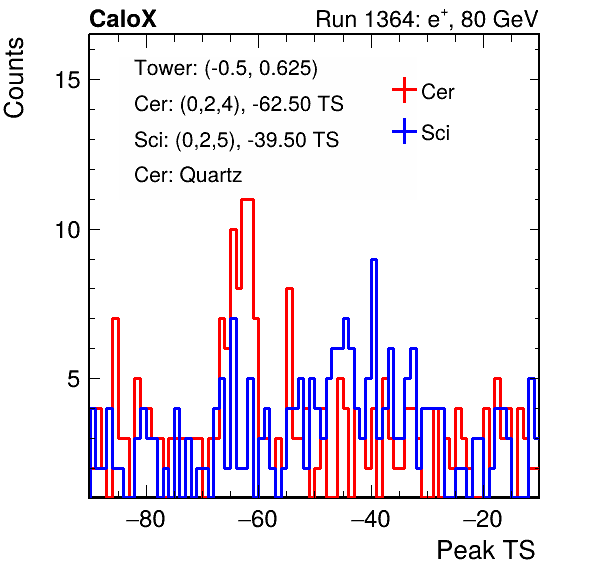 CaloX Run 1364: e⁺, 80 GeV
Counts
Tower: (-0.5, 0.625)
Cer: (0,2,4), -62.50 TS
Sci: (0,2,5), -39.50 TS
Cer: Quartz
Cer
Sci
15
10
5
−80 −60 −40 −20
Peak TS